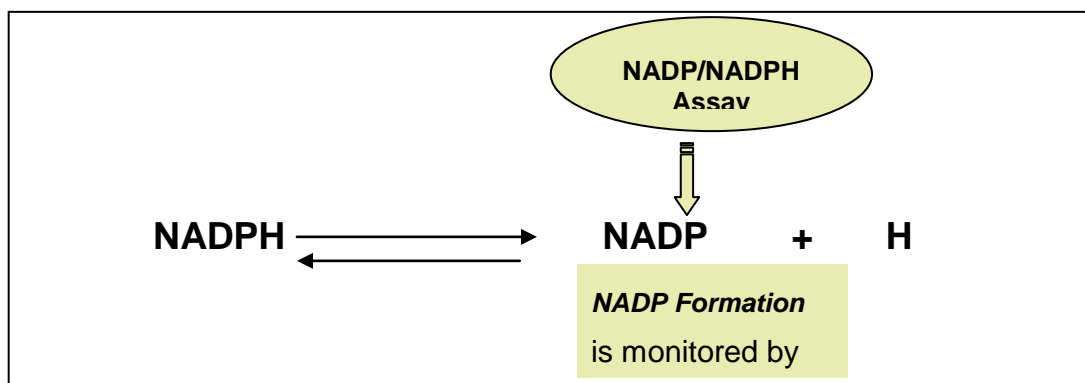 NADP/NADPH
Assay
NADPH NADP + H
NADP Formation
is monitored by